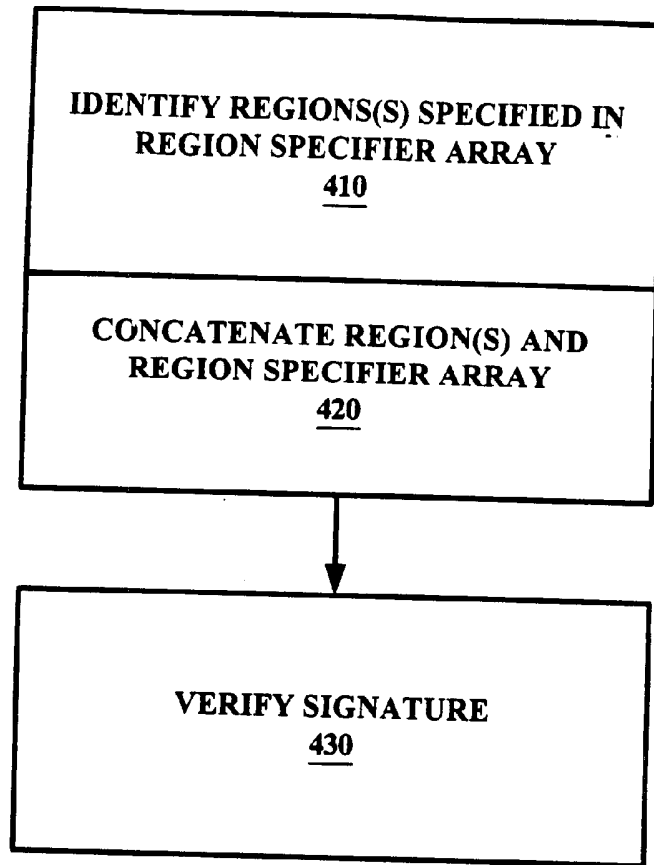 IDENTIFY REGIONS(S) SPECIFIED IN
REGION SPECIFIER ARRAY
410
CONCATENATE REGION(S) AND
REGION SPECIFIER ARRAY
420
VERIFY SIGNATURE
430